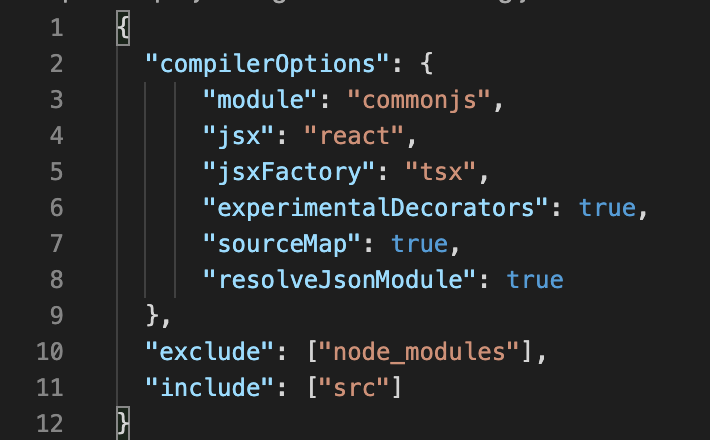 1 {
2 "compilerOptions": {
3 "module": "commonjs",
4 "jsx": "react",
5 "jsxFactory": "tsx",
6 "experimentalDecorators": true,
7 "sourceMap": true,
8 "resolveJsonModule": true
9 },
10 "exclude": ["node_modules"],
11 "include": ["src"]
12 }